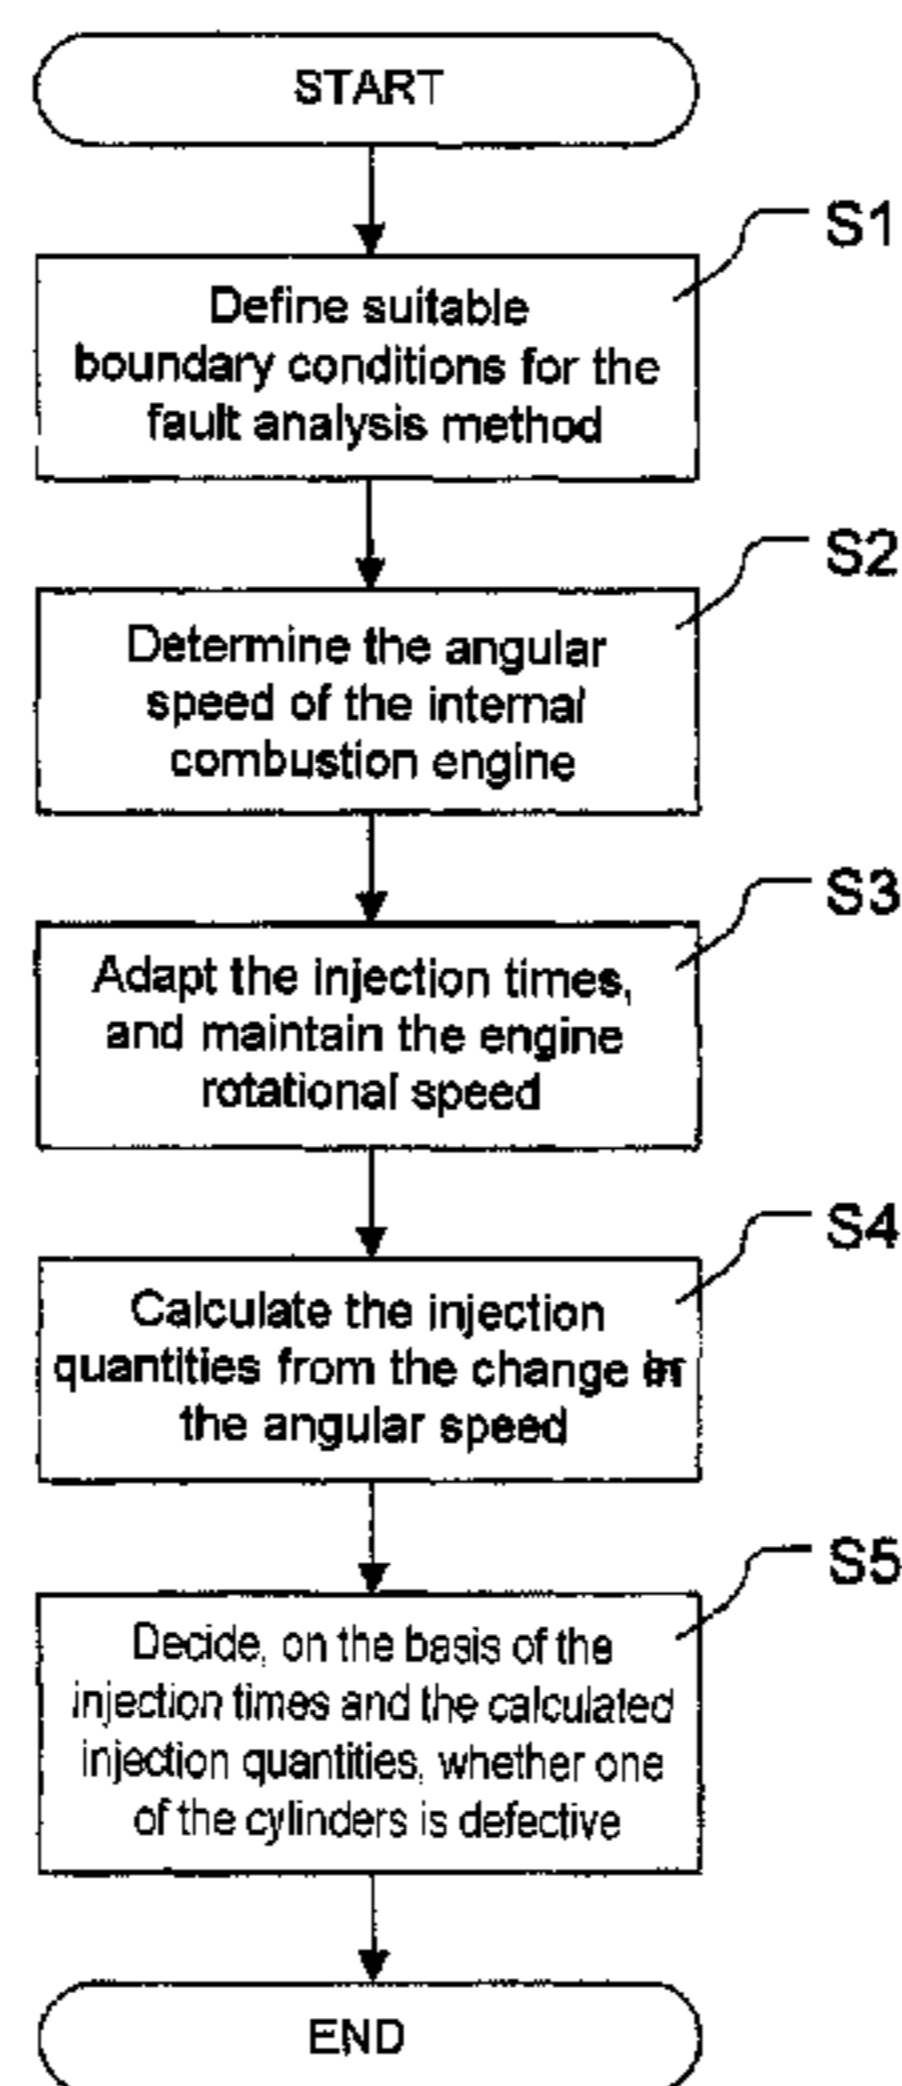 START
S1
Define suitable
boundary conditions for the
fault analysis method
S2
Determine the angular
speed of the internal
combustion engine
S3
Adapt the injection times,
and maintain the engine
rotational speed
S4
Calculate the injection
quantities from the change in
the angular speed
S5
Decide, on the basis of the
injection times and the calculated
injection quantities, whether one
of the cylinders is defective
END